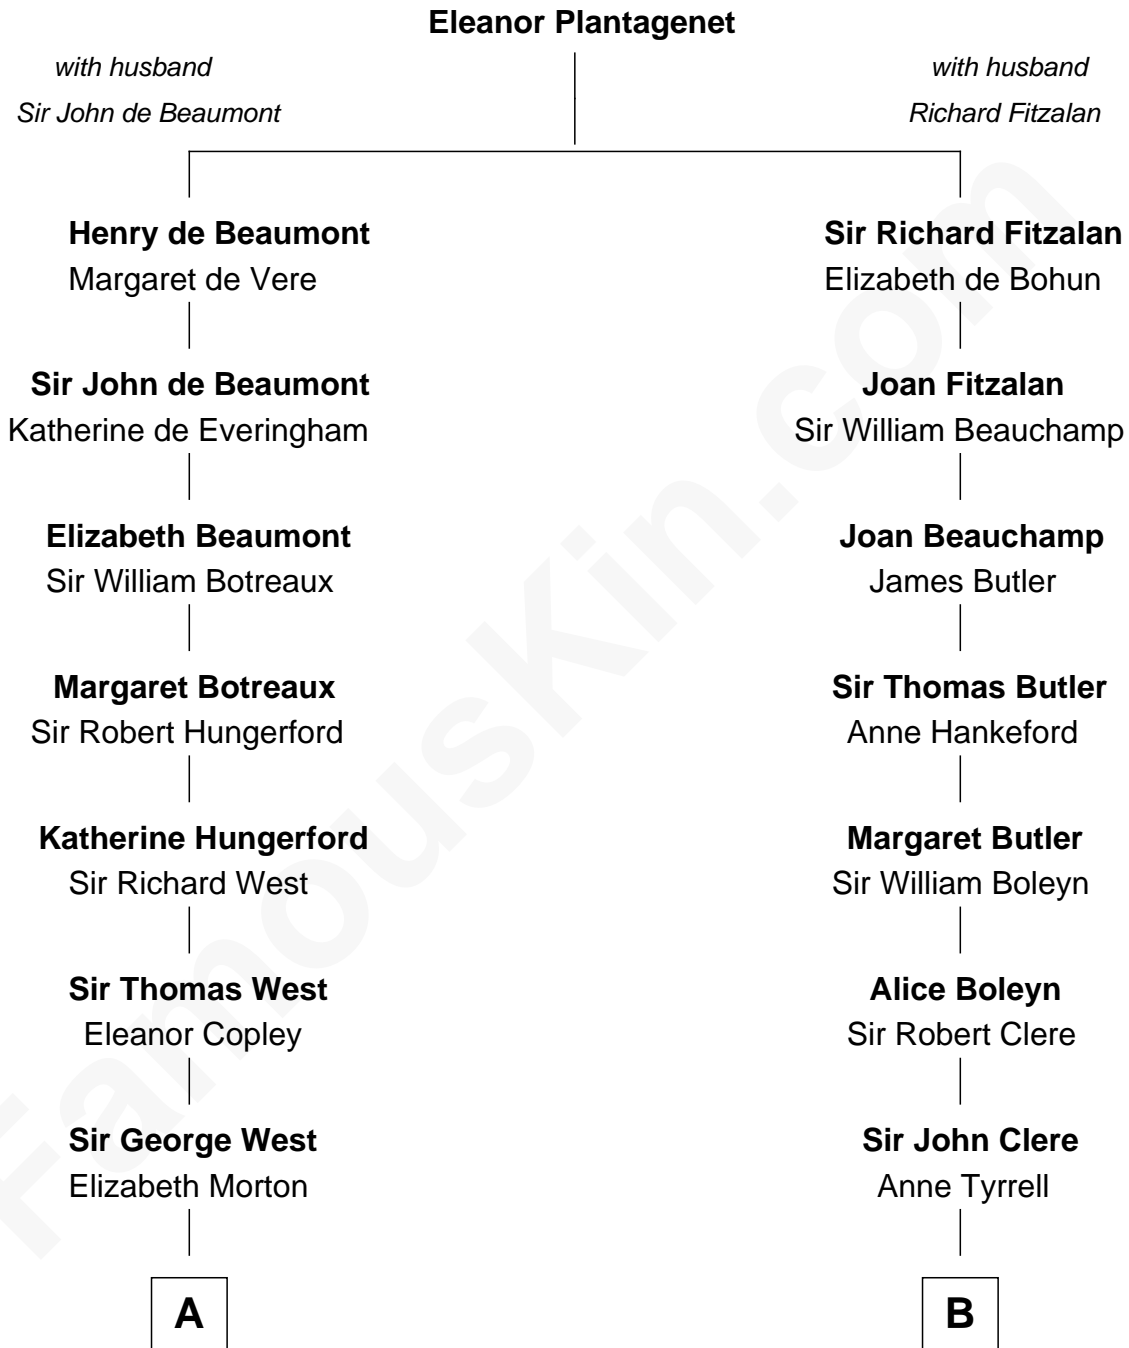 Eleanor Plantagenet
with husband
Sir John de Beaumont
with husband
Richard Fitzalan
Henry de Beaumont
Margaret de Vere
Sir Richard Fitzalan
Elizabeth de Bohun
Sir John de Beaumont
Katherine de Everingham
Joan Fitzalan
Sir William Beauchamp
Elizabeth Beaumont
Sir William Botreaux
Joan Beauchamp
James Butler
Margaret Botreaux
Sir Robert Hungerford
Sir Thomas Butler
Anne Hankeford
Katherine Hungerford
Sir Richard West
Margaret Butler
Sir William Boleyn
Sir Thomas West
Eleanor Copley
Alice Boleyn
Sir Robert Clere
Sir George West
Elizabeth Morton
Sir John Clere
Anne Tyrrell
A
B
FamousKin.com